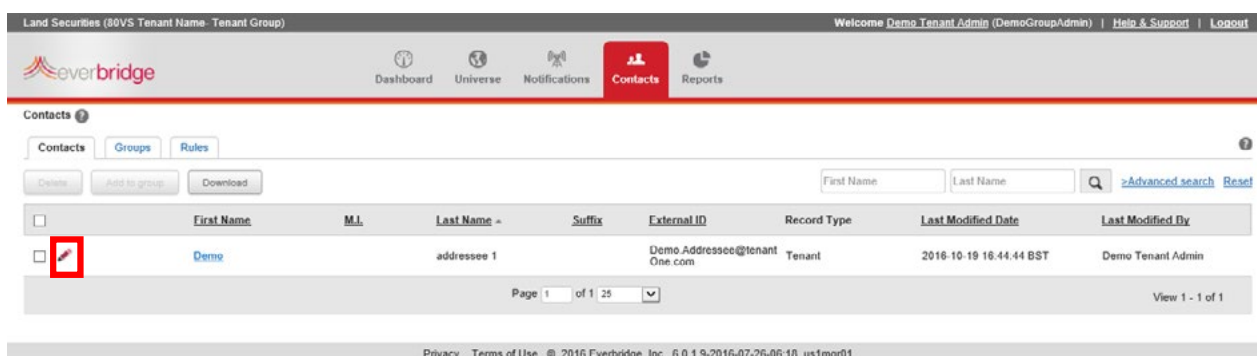 Land Securities (80VS Tenant Name- Tenant Group)
Welcome Demo Tenant Admin (DemoGroupAdmin) | Help & Support | Logout
everbridge
Dashboard Universe Notifications Contacts Reports
Contacts
Contacts Groups Rules
Delete Add to group Download First Name Last Name >Advanced search Reset
First Name M.I. Last Name Suffix External ID Record Type Last Modified Date Last Modified By
Demo addressee 1 Demo.Addressee@tenant Tenant 2016-10-19 16:44:44 BST Demo Tenant Admin
One.com
Page 1 of 1 25 View 1 - 1 of 1
Privacy Terms of Use © 2016 Everbridge, Inc. 6.0.1.9-2016-07-26-06:18 us1mgr01